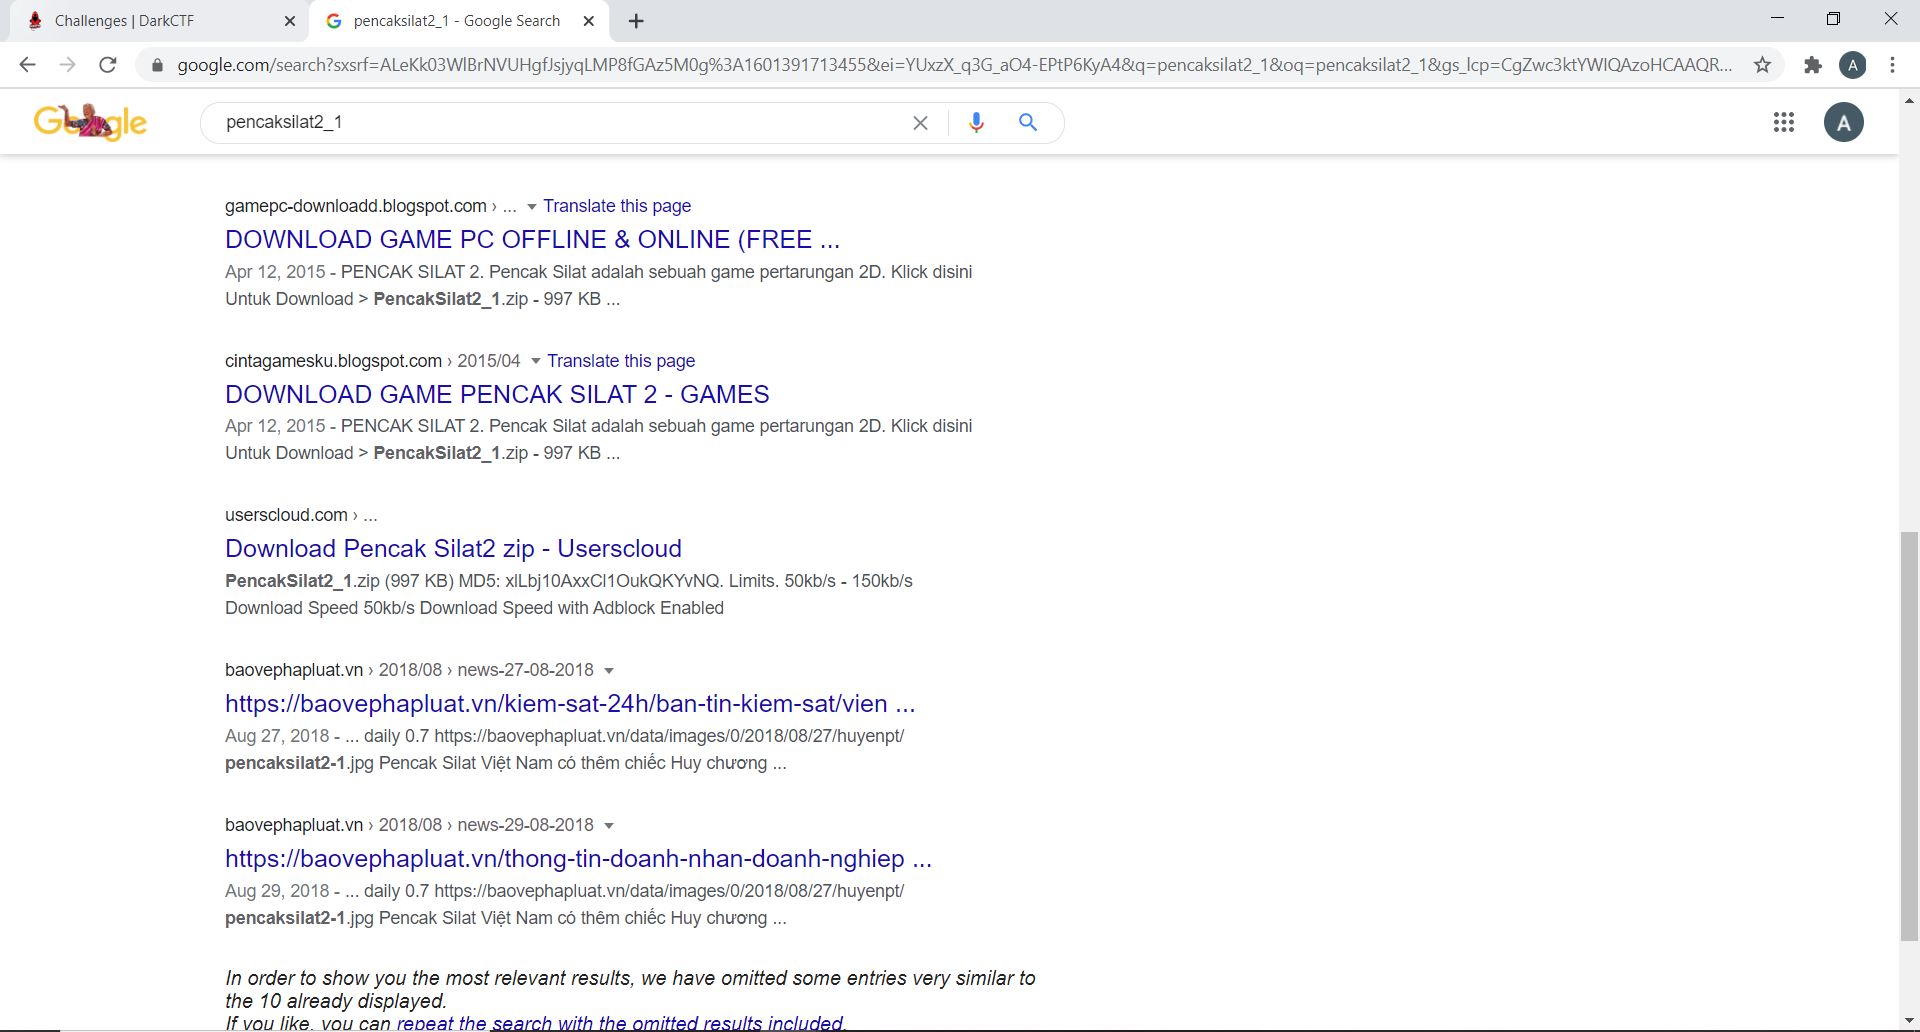 Challenges | DarkCTF
pencaksilat2_1 - Google Search
google.com/search?sxsrf=ALeKk03WlBrNVUHgfJsjyqLMP8fGAz5M0g%3A1601391713455&ei=YUxzX_q3G_aO4-EPtP6KyA4&q=pencaksilat2_1&oq=pencaksilat2_1&gs_lcp=CgZwc3ktYWIQAzoHCAAQR...
A
Google
pencaksilat2_1
A
gamepc-downloadd.blogspot.com › ... Translate this page
DOWNLOAD GAME PC OFFLINE & ONLINE (FREE ...
Apr 12, 2015 - PENCAK SILAT 2. Pencak Silat adalah sebuah game pertarungan 2D. Klick disini
Untuk Download > PencakSilat2_1.zip - 997 KB ...
cintagamesku.blogspot.com › 2015/04 Translate this page
DOWNLOAD GAME PENCAK SILAT 2 - GAMES
Apr 12, 2015 - PENCAK SILAT 2. Pencak Silat adalah sebuah game pertarungan 2D. Klick disini
Untuk Download > PencakSilat2_1.zip - 997 KB ...
userscloud.com › ...
Download Pencak Silat2 zip - Userscloud
PencakSilat2_1.zip (997 KB) MD5: xlLbj10AxxCl1OukQKYvNQ. Limits. 50kb/s - 150kb/s
Download Speed 50kb/s Download Speed with Adblock Enabled
baovephapluat.vn › 2018/08 › news-27-08-2018
https://baovephapluat.vn/kiem-sat-24h/ban-tin-kiem-sat/vien ...
Aug 27, 2018 - ... daily 0.7 https://baovephapluat.vn/data/images/0/2018/08/27/huyenpt/
pencaksilat2-1.jpg Pencak Silat Việt Nam có thêm chiếc Huy chương ...
baovephapluat.vn › 2018/08 › news-29-08-2018
https://baovephapluat.vn/thong-tin-doanh-nhan-doanh-nghiep ...
Aug 29, 2018 - ... daily 0.7 https://baovephapluat.vn/data/images/0/2018/08/27/huyenpt/
pencaksilat2-1.jpg Pencak Silat Việt Nam có thêm chiếc Huy chương ...
In order to show you the most relevant results, we have omitted some entries very similar to
the 10 already displayed.
If you like, you can repeat the search with the omitted results included.